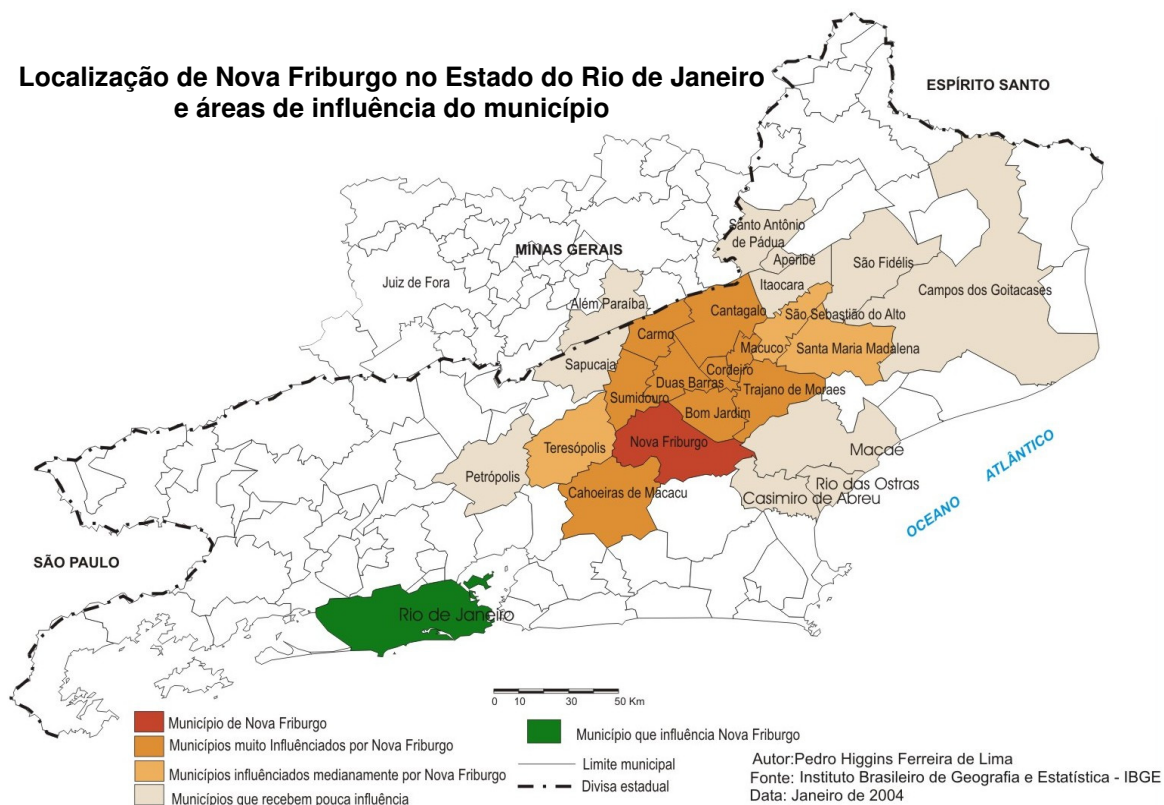 Localização de Nova Friburgo no Estado do Rio de Janeiro
e áreas de influência do município
ESPÍRITO SANTO
MINAS GERAIS
Juiz de Fora
Santo Antônio
de Pádua
Aperibé
São Fidélis
Itaocara
Campos dos Goitacases
Além Paraíba
Cantagalo
São Sebastião do Alto
Carmo
Macuco
Santa Maria Madalena
Sapucaia
Cordeiro
Duas Barras
Trajano de Moraes
Sumidouro
Bom Jardim
Teresópolis
Nova Friburgo
Macaé
Petrópolis
Rio das Ostras
Cahoeiras de Macacu
Casimiro de Abreu
OCEANO ATLÂNTICO
SÃO PAULO
Rio de Janeiro
0 10 30 50 Km
Município de Nova Friburgo
Municípios muito Influênciados por Nova Friburgo
Municípios influênciados medianamente por Nova Friburgo
Municípios que recebem pouca influência
Município que influência Nova Friburgo
Limite municipal
Divisa estadual
Autor:Pedro Higgins Ferreira de Lima
Fonte: Instituto Brasileiro de Geografia e Estatística - IBGE
Data: Janeiro de 2004